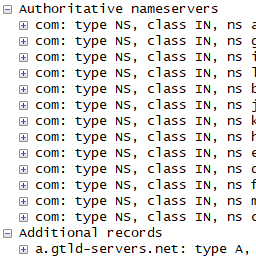 Authoritative nameservers
com: type NS, class IN, ns a
com: type NS, class IN, ns g
com: type NS, class IN, ns i
com: type NS, class IN, ns l
com: type NS, class IN, ns b
com: type NS, class IN, ns j
com: type NS, class IN, ns k
com: type NS, class IN, ns h
com: type NS, class IN, ns e
com: type NS, class IN, ns d
com: type NS, class IN, ns f
com: type NS, class IN, ns m
com: type NS, class IN, ns c
Additional records
a.gtld-servers.net: type A,